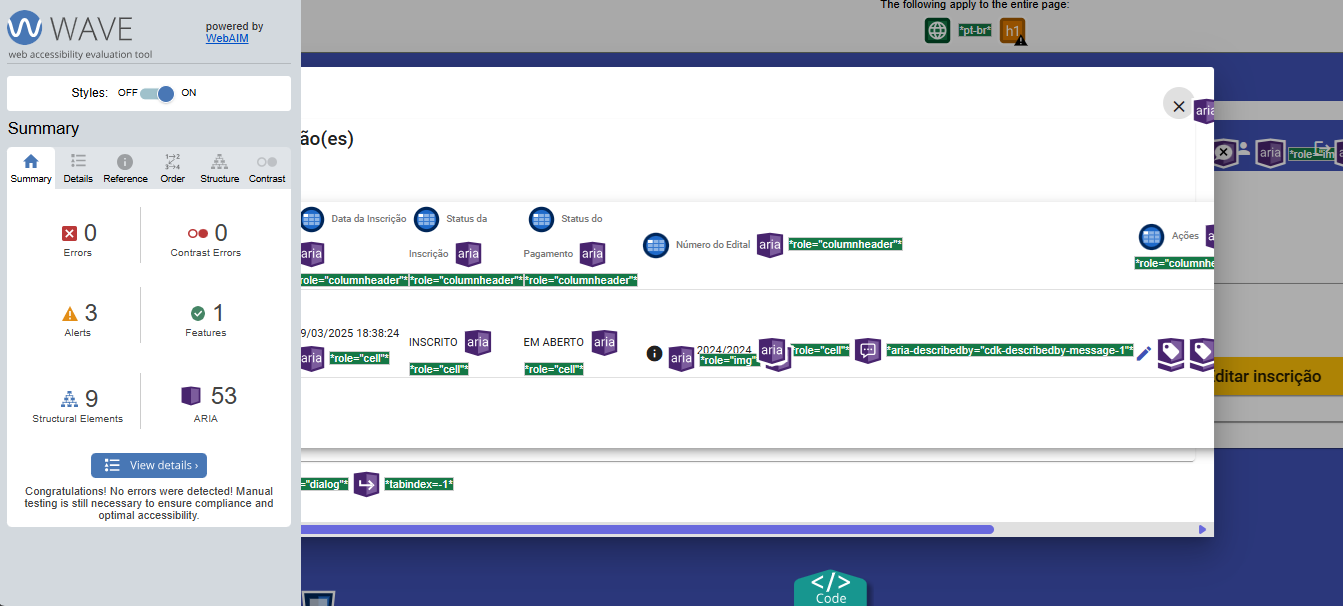 WAVE
powered by
WebAIM
web accessibility evaluation tool
Styles: OFF ON
Summary
Summary Details Reference Order Structure Contrast
0
Errors
0
Contrast Errors
3
Alerts
1
Features
9
Structural Elements
53
ARIA
View details ›
Congratulations! No errors were detected! Manual
testing is still necessary to ensure compliance and
optimal accessibility.
The following apply to the entire page:
*pt-br* h1
aria
ão(es)
aria *role="im
Data da Inscrição
aria
role="columnheader"*
Status da
Inscrição aria
*role="columnheader"*
Status do
Pagamento aria
*role="columnheader"*
Número do Edital aria *role="columnheader"*
Ações
*role="columnhe
9/03/2025 18:38:24
aria *role="cell"*
INSCRITO aria
*role="cell"*
EM ABERTO aria
*role="cell"*
aria 2024/2024 aria
*role="img" role="cell"* *aria-describedby="cdk-describedby-message-1"*
ditar inscrição
="dialog"* *tabindex=-1*
</>
Code